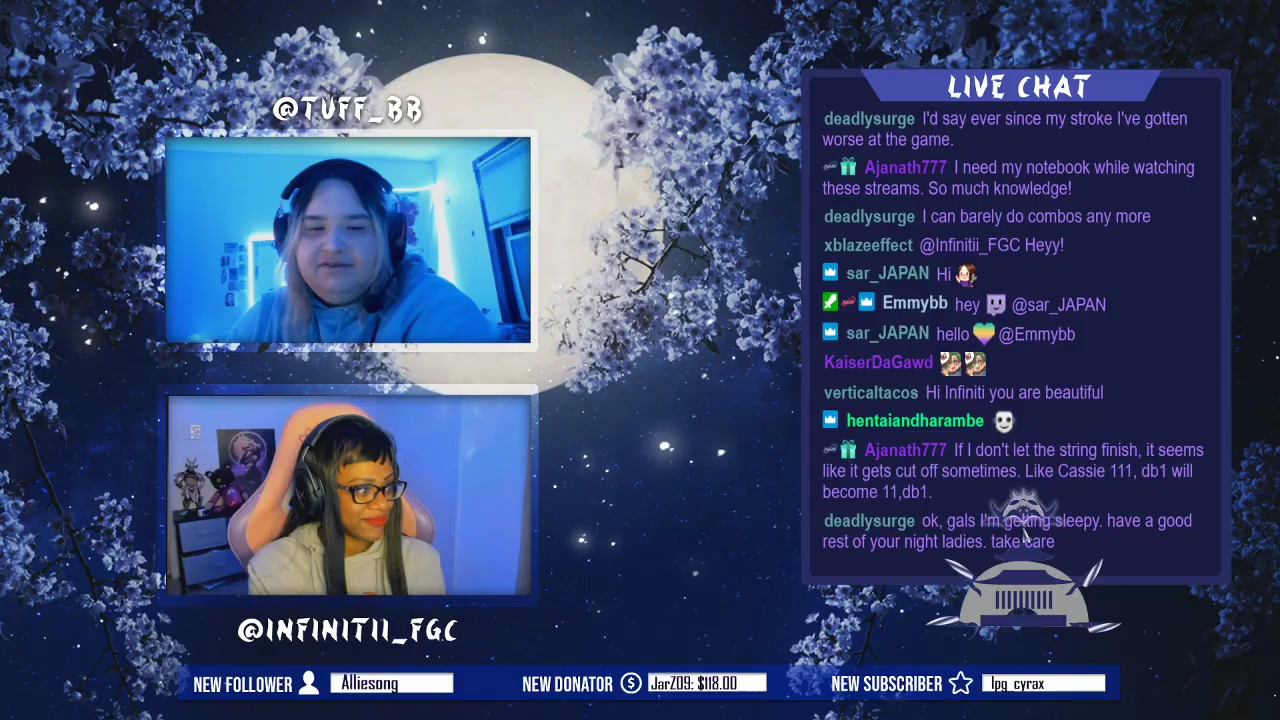 @TUFF_BB
@INFINITII_FGC
LIVE CHAT
deadlysurge I'd say ever since my stroke I've gotten
worse at the game.
Ajanath777 I need my notebook while watching
these streams. So much knowledge!
deadlysurge I can barely do combos any more
xblazeeffect @Infinitii_FGC Heyy!
sar_JAPAN Hi
Emmybb hey @sar_JAPAN
sar_JAPAN hello @Emmybb
KaiserDaGawd
verticaltacos Hi Infiniti you are beautiful
hentaiandharambe
Ajanath777 If I don't let the string finish, it seems
like it gets cut off sometimes. Like Cassie 111, db1 will
become 11,db1.
deadlysurge ok, gals I'm getting sleepy. have a good
rest of your night ladies. take care
NEW FOLLOWER Alliesong
NEW DONATOR JarZ09: $118.00
NEW SUBSCRIBER lpg_cyrax